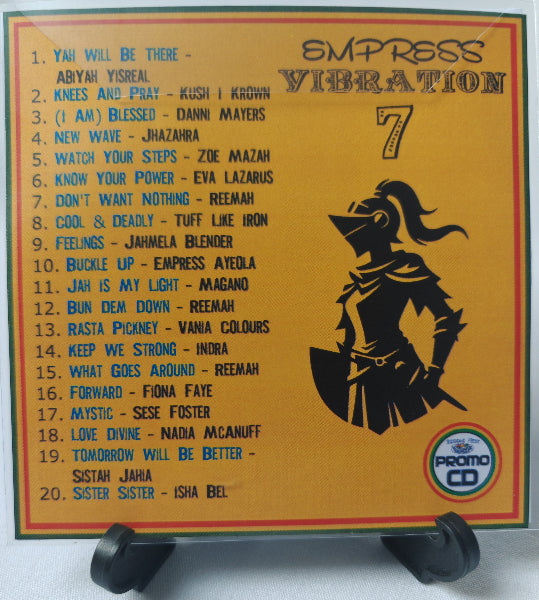 EMPRESS
VIBRATION
7
1. Yah Will Be There -
Abiyah Yisreal
2. Knees And Pray - Kush I Krown
3. (I Am) Blessed - Danni Mayers
4. New Wave - Jhazahra
5. Watch Your Steps - Zoe Mazah
6. Know Your Power - Eva Lazarus
7. Don't Want Nothing - Reemah
8. Cool & Deadly - Tuff Like Iron
9. Feelings - Jahmela Blender
10. Buckle Up - Empress Ayeola
11. Jah Is My Light - Magano
12. Bun Dem Down - Reemah
13. Rasta Pickney - Vania Colours
14. Keep We Strong - Indra
15. What Goes Around - Reemah
16. Forward - Fiona Faye
17. Mystic - Sese Foster
18. Love Divine - Nadia McAnuff
19. Tomorrow Will Be Better -
Sistah Jahia
20. Sister Sister - Isha Bel
PROMO
CD